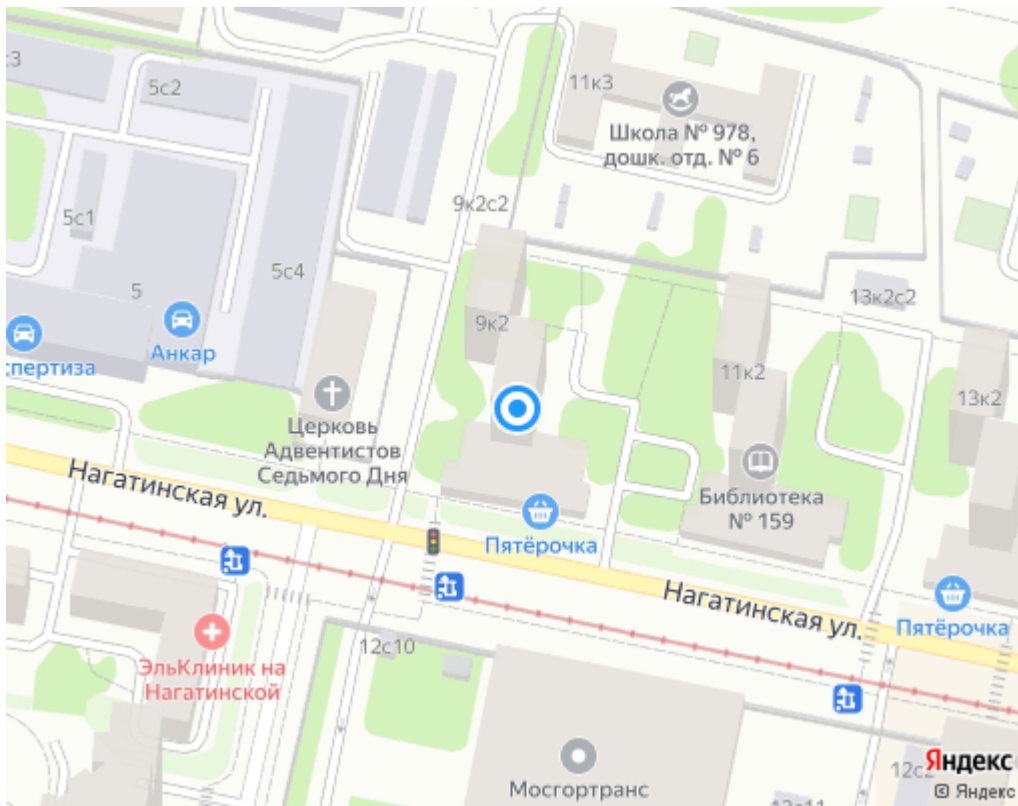 с3
5с2
11к3
Школа № 978,
дошк. отд. № 6
5с1
9к2с2
5с4
5
13к2с2
9к2
Анкар
спертиза
11к2
13к2
Церковь
Адвентистов
Седьмого Дня
Нагатинская ул.
Библиотека
№ 159
Пятёрочка
Нагатинская ул.
Пятёрочка
12с10
ЭльКлиник на
Нагатинской
Мосгортранс
12с2
Яндекс
© Яндекс